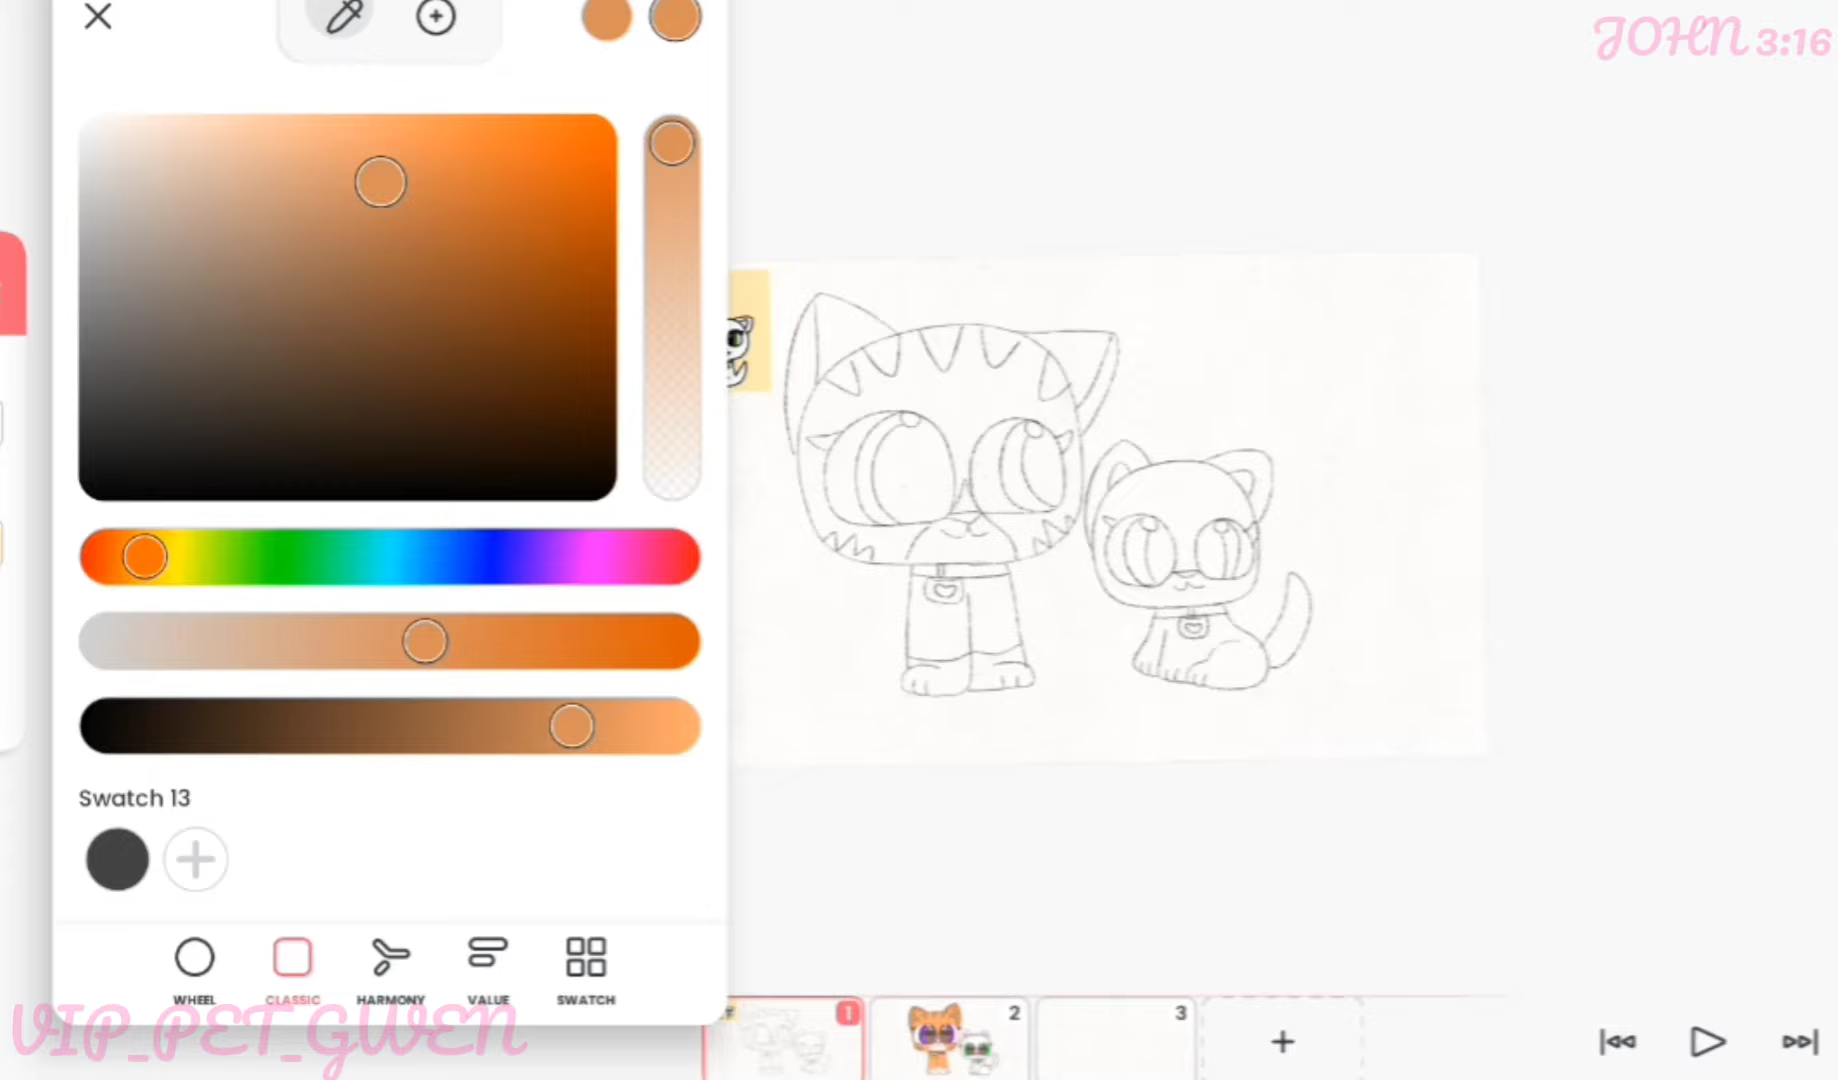 JOHN 3:16
Swatch 13
WHEEL CLASSIC HARMONY VALUE SWATCH
VIP_PET_GWEN
1 2 3